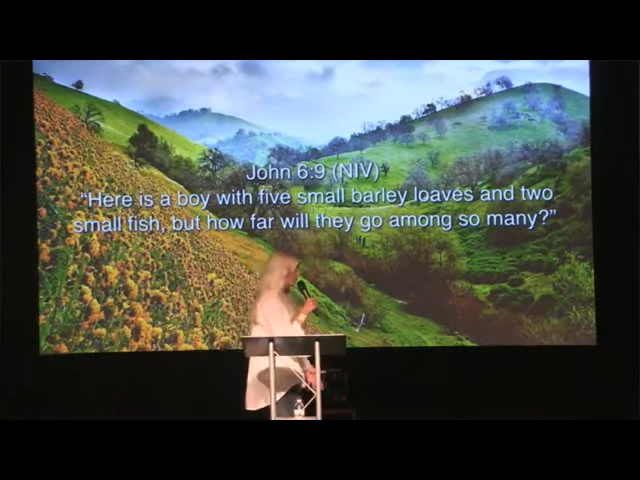 John 6:9 (NIV)
“Here is a boy with five small barley loaves and two
small fish, but how far will they go among so many?”